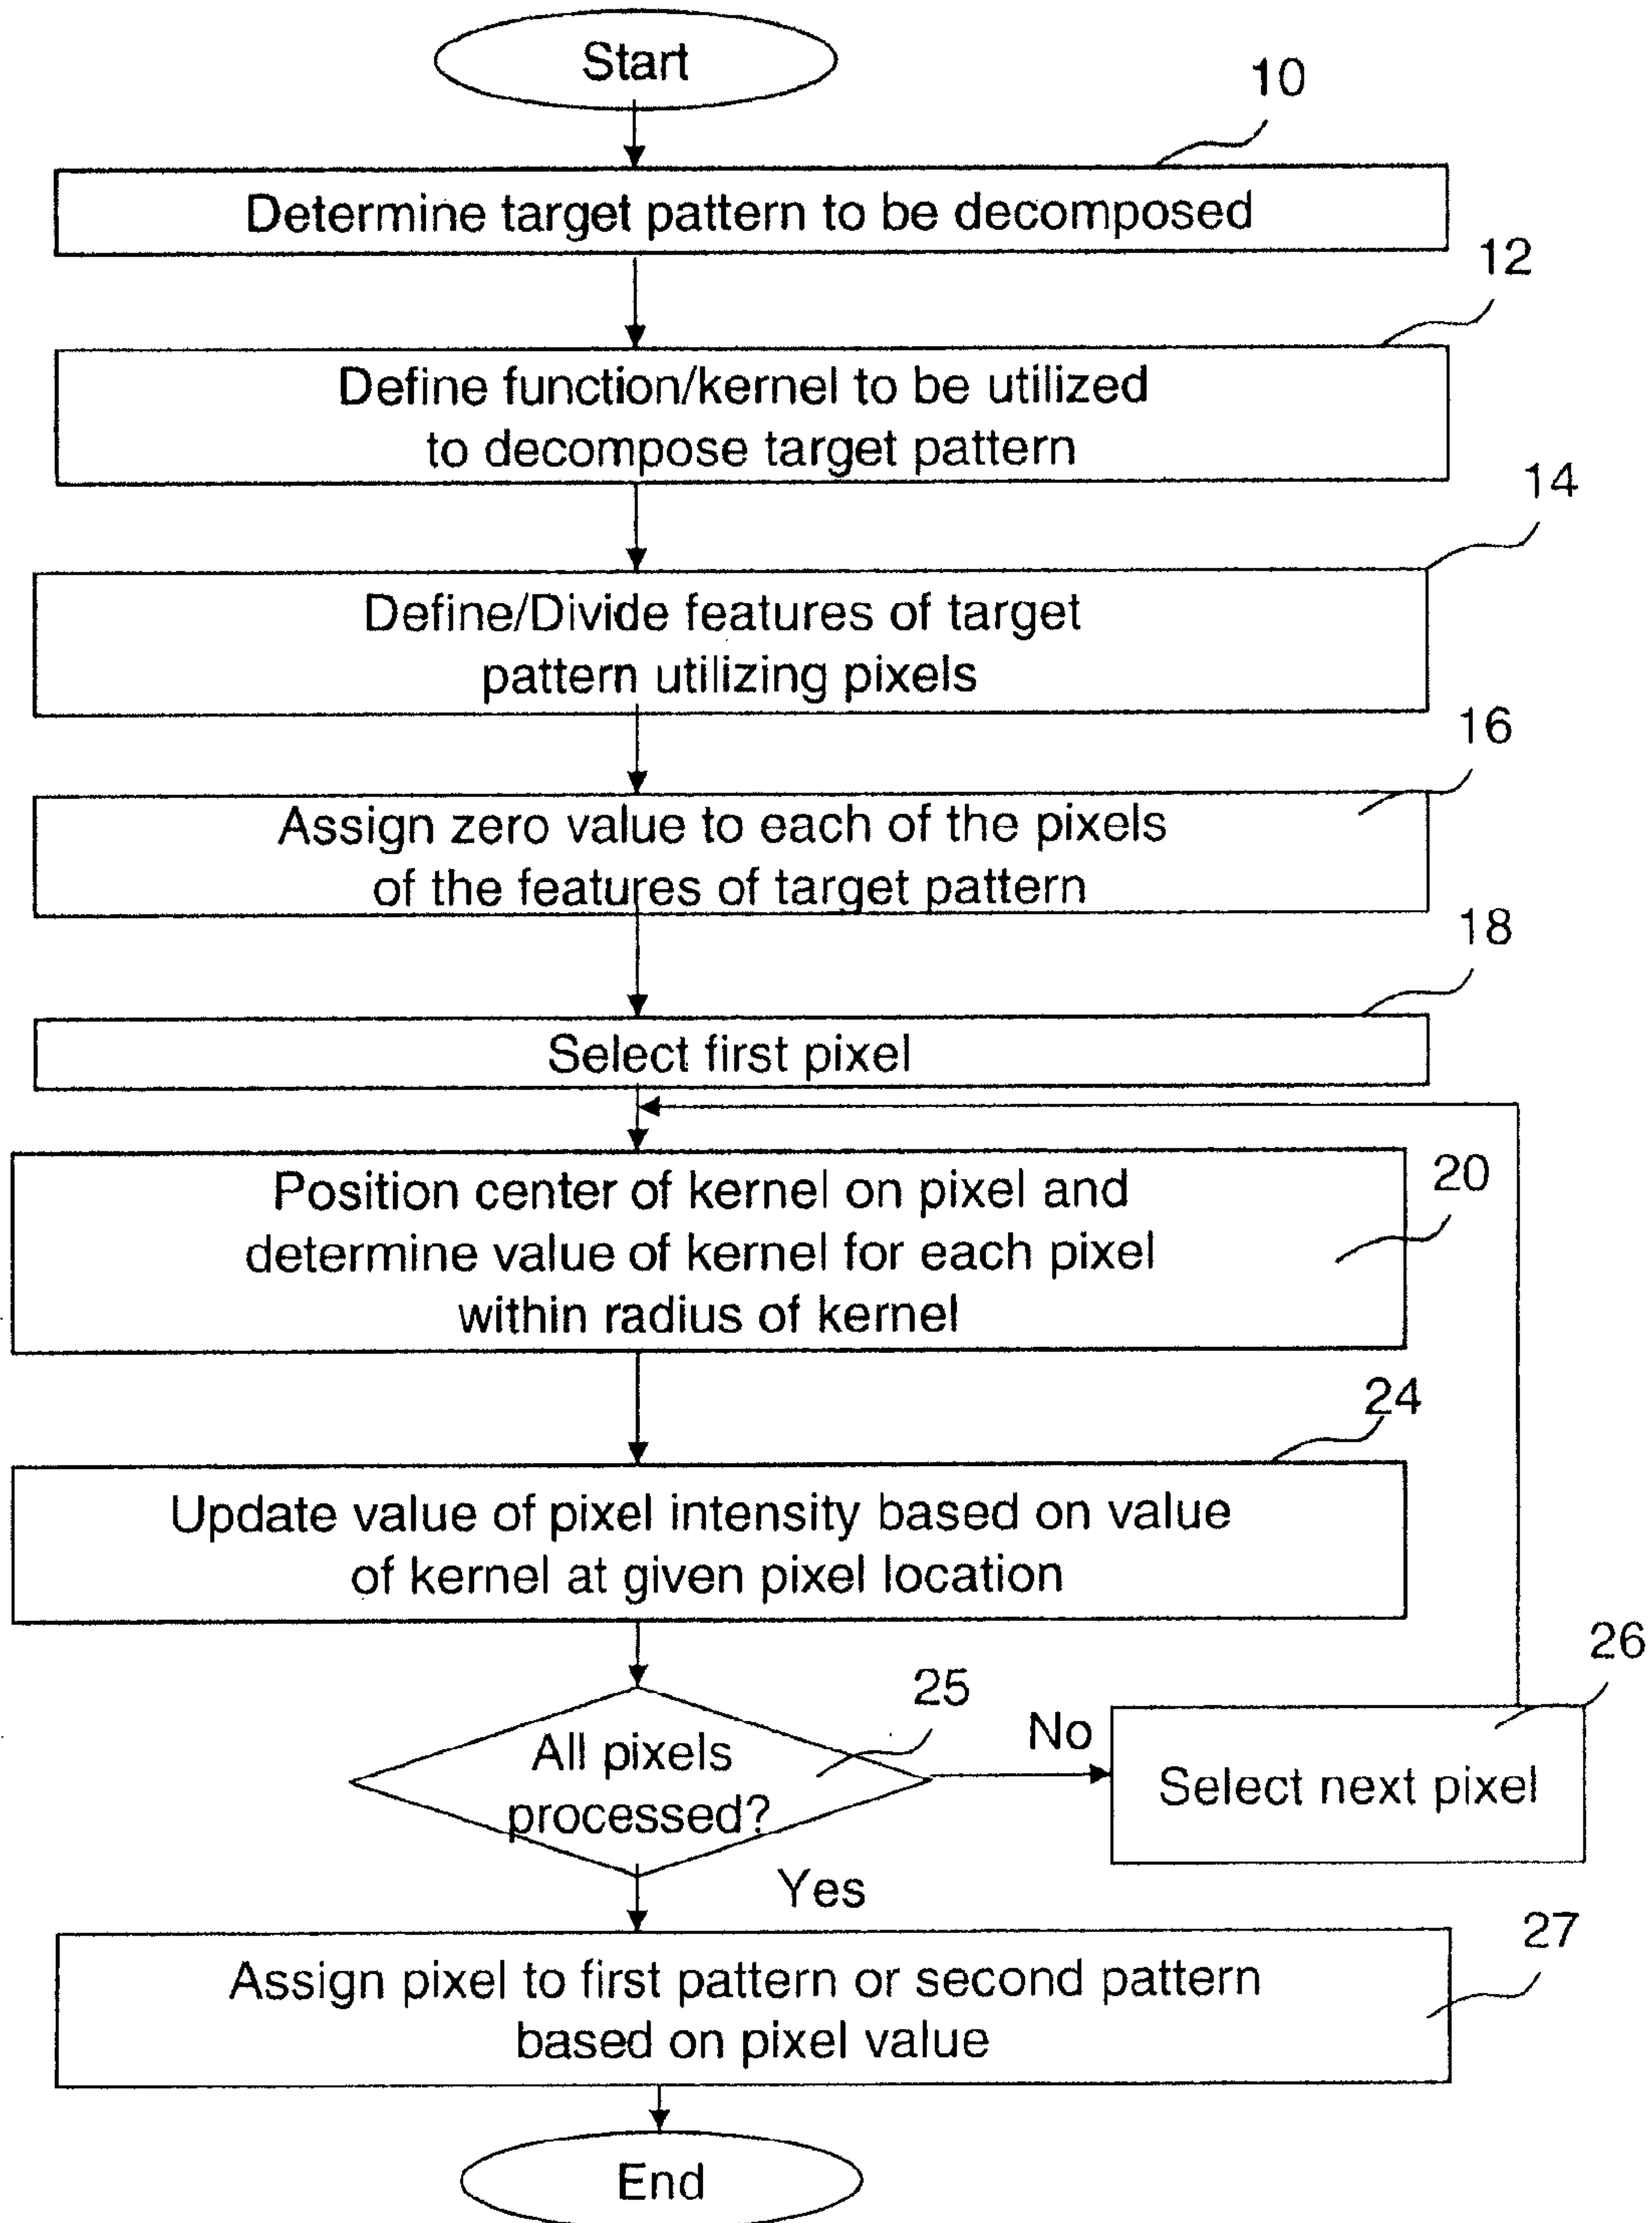 Start
10
Determine target pattern to be decomposed
12
Define function/kernel to be utilized
to decompose target pattern
14
Define/Divide features of target
pattern utilizing pixels
16
Assign zero value to each of the pixels
of the features of target pattern
18
Select first pixel
20
Position center of kernel on pixel and
determine value of kernel for each pixel
within radius of kernel
24
Update value of pixel intensity based on value
of kernel at given pixel location
26
25
All pixels
processed?
No
Select next pixel
Yes
27
Assign pixel to first pattern or second pattern
based on pixel value
End